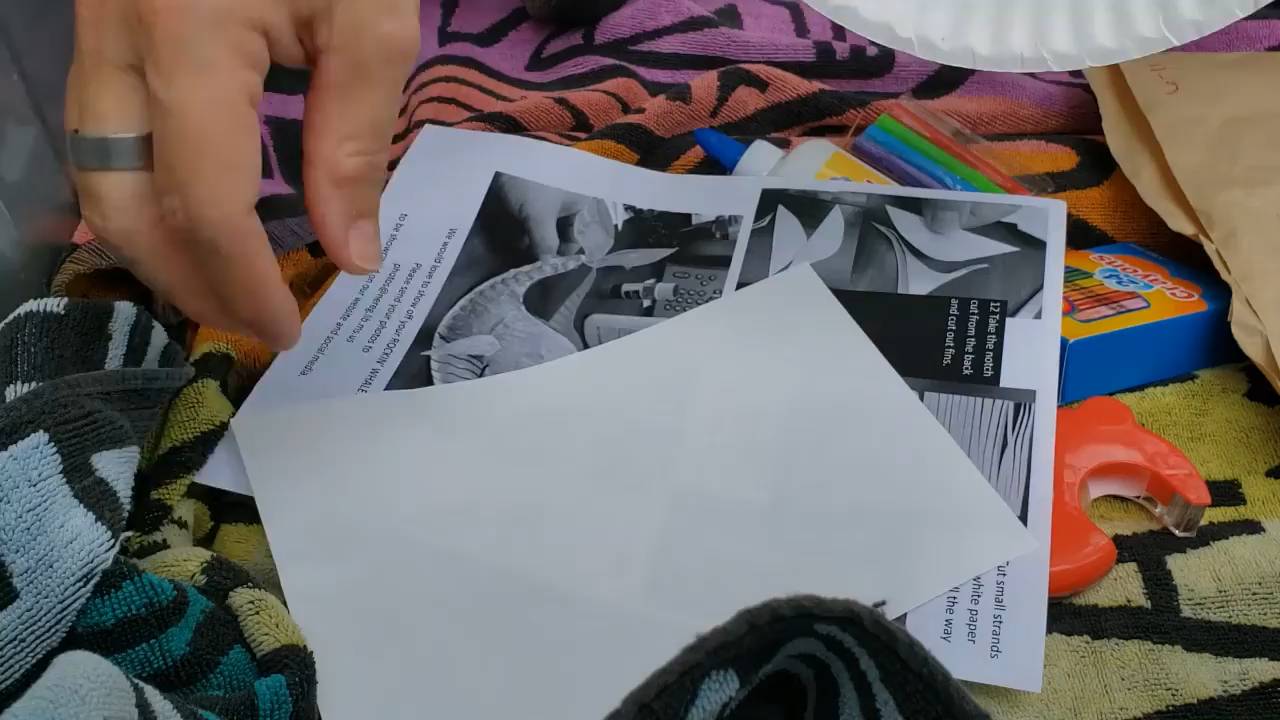 We would love to show off your ROCKIN' WHALE.
Please send your photos to
to be shown on our website and social media.
12 Take the notch
cut from the back
and cut out fins.
ut small strands
white paper
the way
24
Crayons